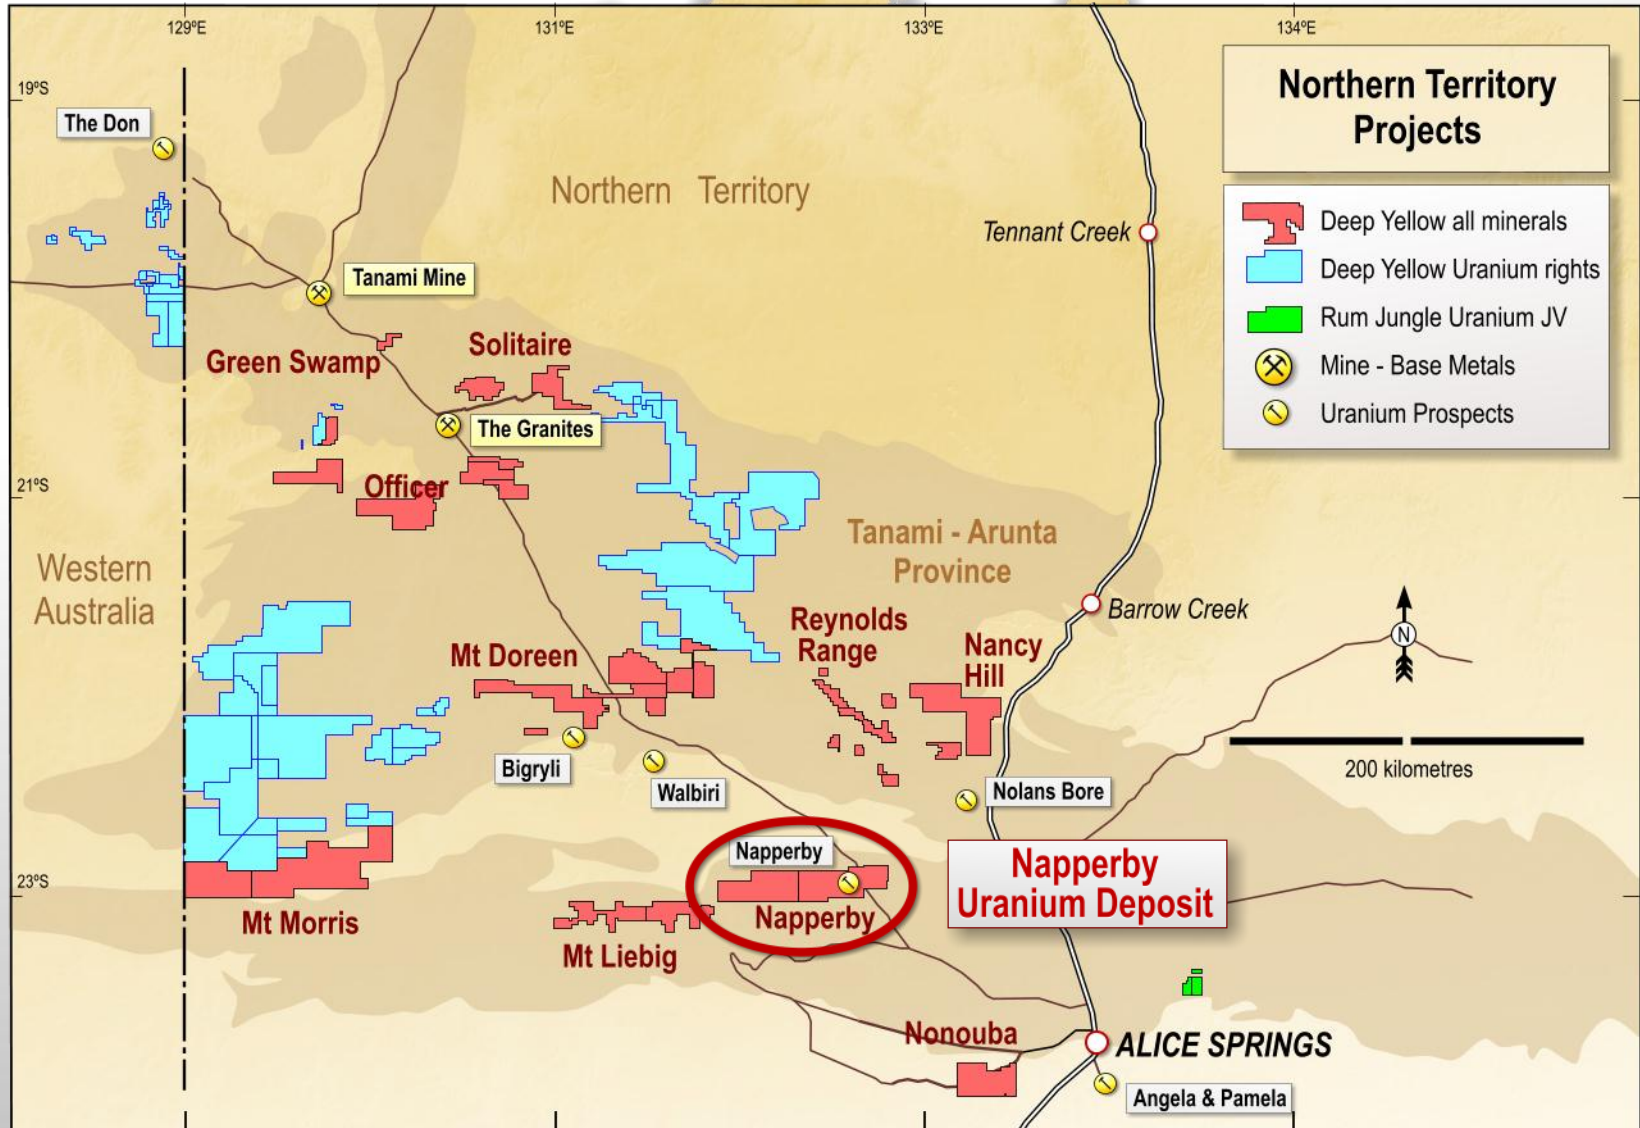 129°E
131°E
133°E
134°E
19°S
21°S
23°S
Northern Territory
Projects
Deep Yellow all minerals
Deep Yellow Uranium rights
Rum Jungle Uranium JV
Mine - Base Metals
Uranium Prospects
The Don
Northern Territory
Tennant Creek
Tanami Mine
Green Swamp
Solitaire
The Granites
Officer
Tanami - Arunta
Province
Western
Australia
Barrow Creek
Reynolds
Range
Nancy
Hill
Mt Doreen
N
200 kilometres
Bigryli
Walbiri
Nolans Bore
Napperby
Napperby
Uranium Deposit
Napperby
Mt Morris
Mt Liebig
Nonouba
ALICE SPRINGS
Angela & Pamela